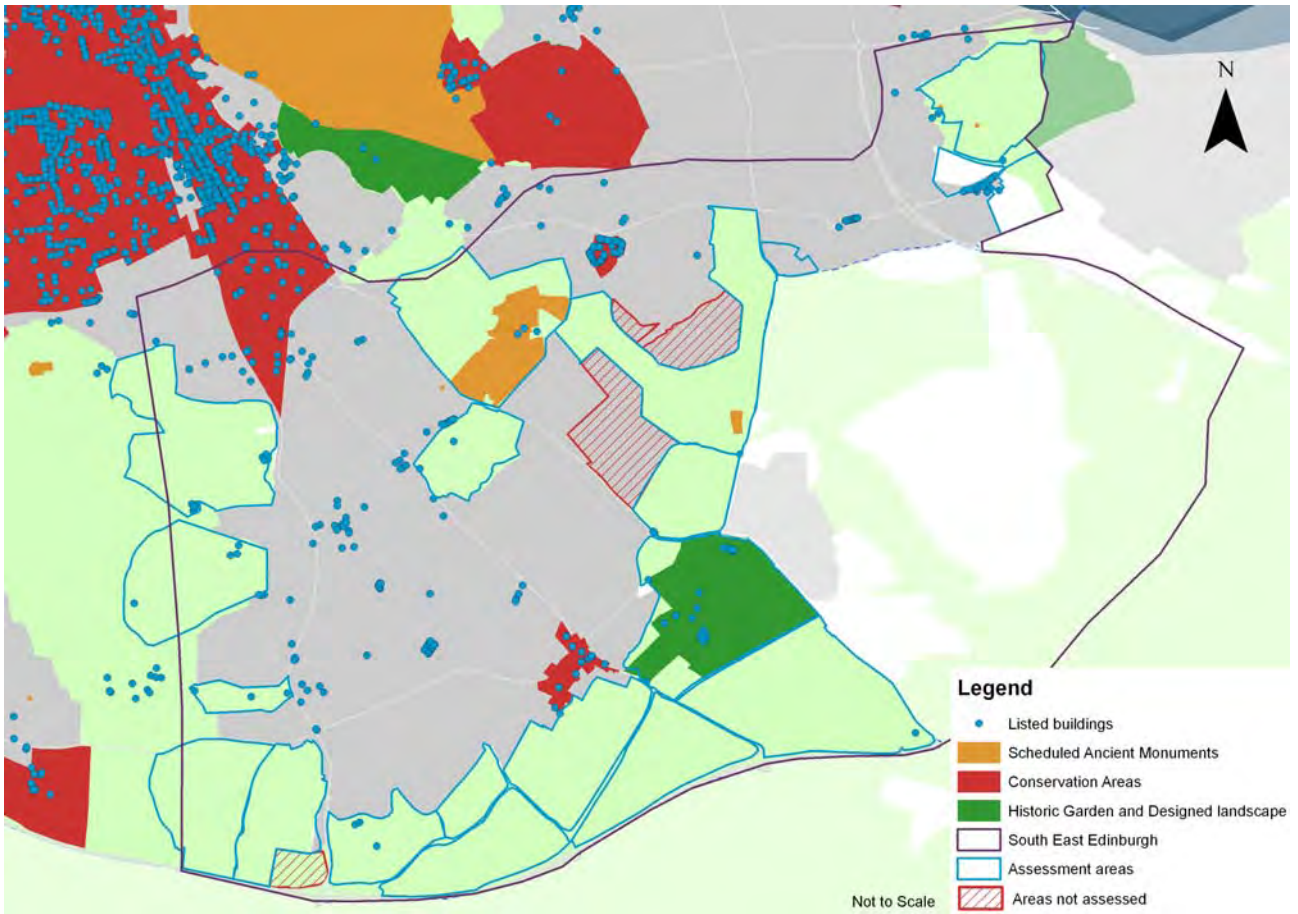 N
Legend
Listed buildings
Scheduled Ancient Monuments
Conservation Areas
Historic Garden and Designed landscape
South East Edinburgh
Assessment areas
Areas not assessed
Not to Scale